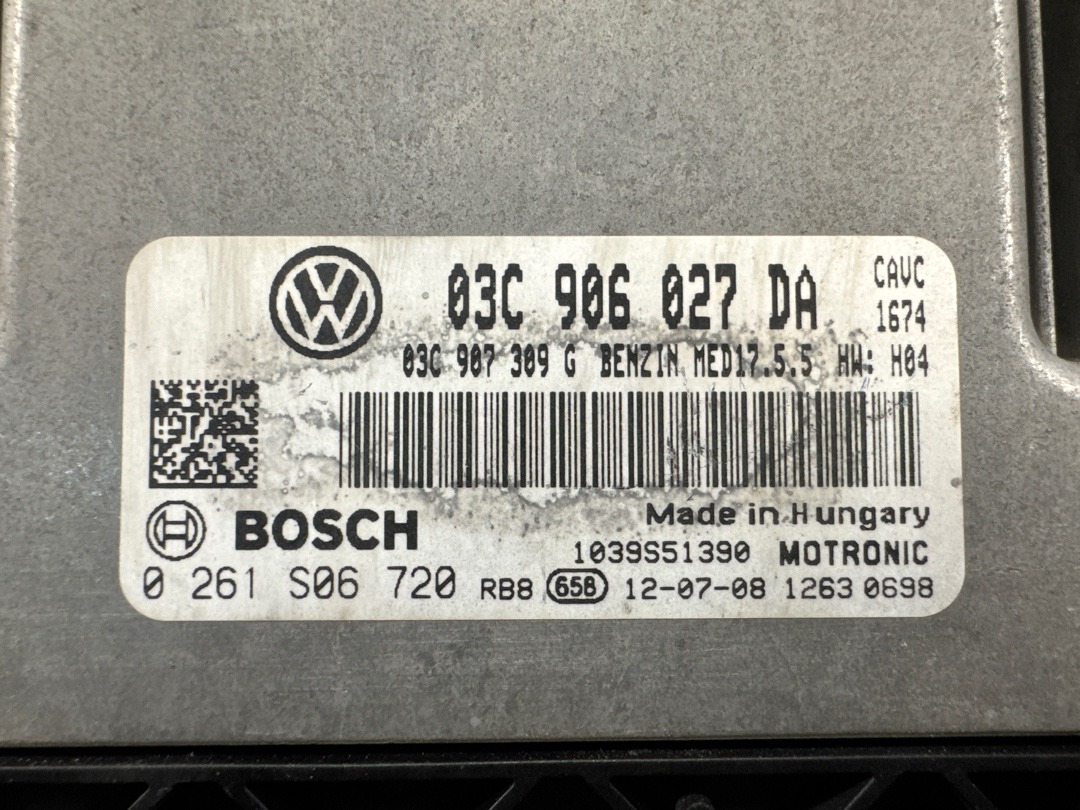 03C 906 027 DA
CAVC
1674
03C 907 309 G BENZIN MED17.5.5 HW: H04
BOSCH
Made in Hungary
1039S51390 MOTRONIC
0 261 S06 720 RB8 658 12-07-08 1263 0698